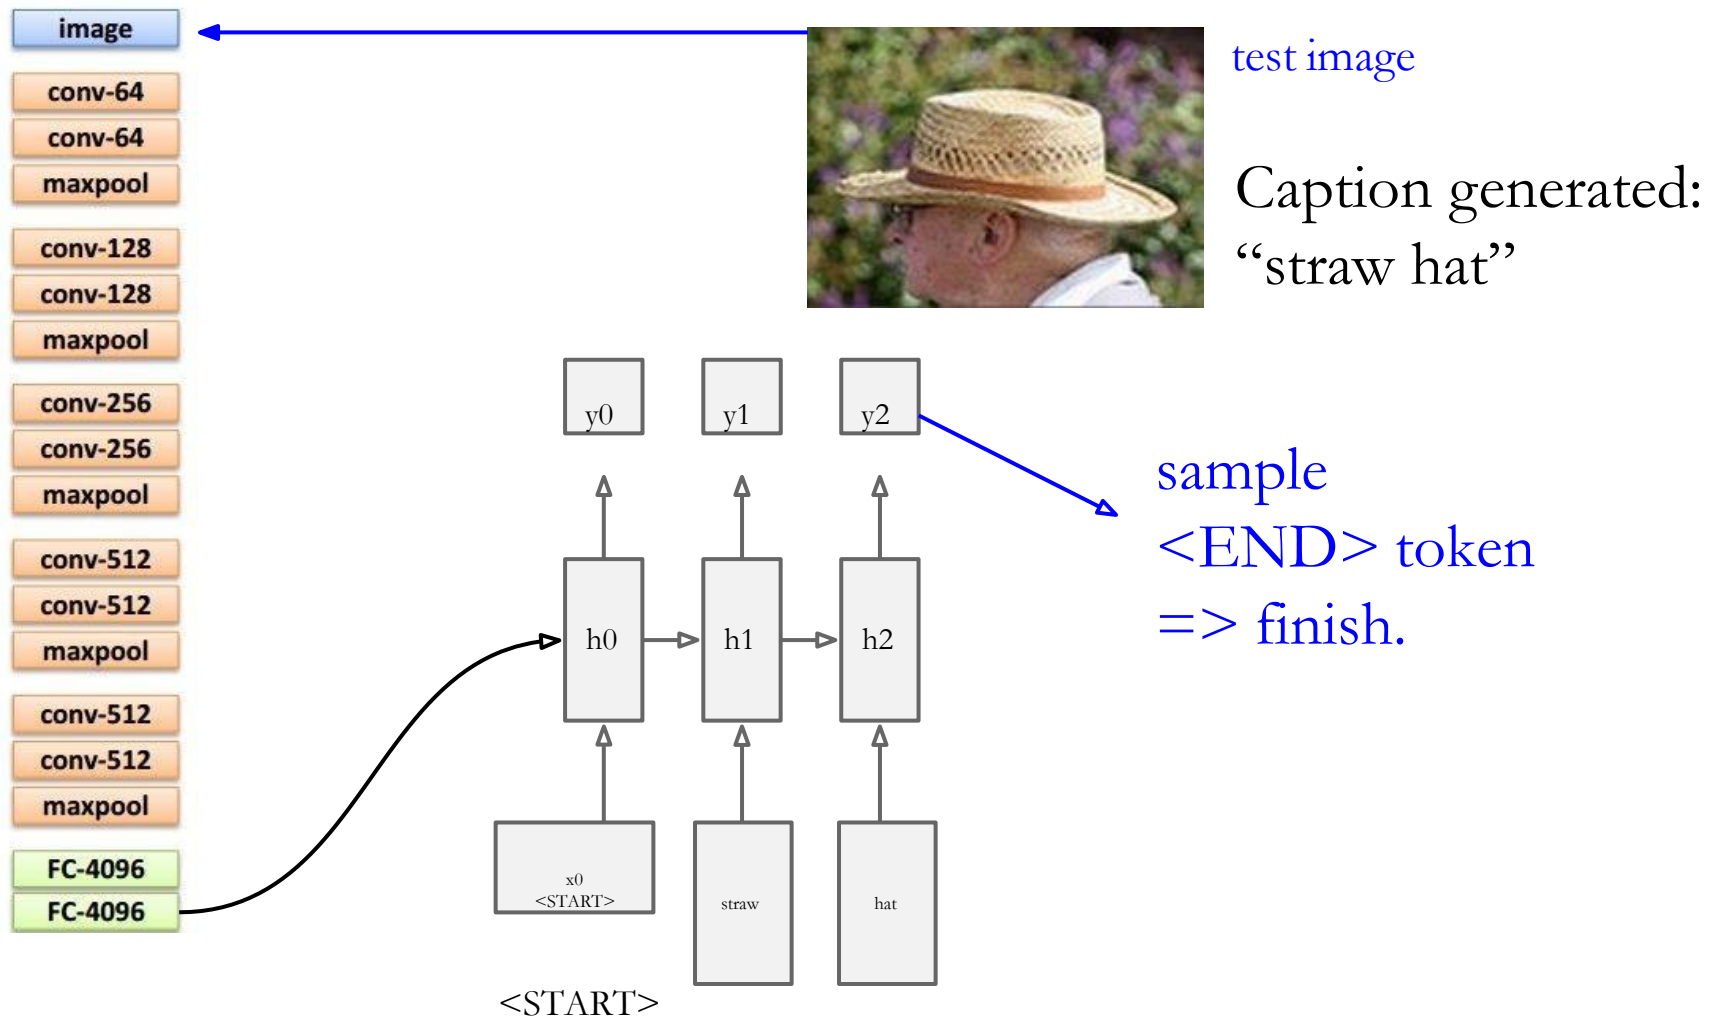 image
conv-64
conv-64
maxpool
conv-128
conv-128
maxpool
conv-256
conv-256
maxpool
conv-512
conv-512
maxpool
conv-512
conv-512
maxpool
FC-4096
FC-4096
test image
Caption generated:
“straw hat”
y0
y1
y2
sample
<END> token
=> finish.
h0
h1
h2
x0
<START>
straw
hat
<START>